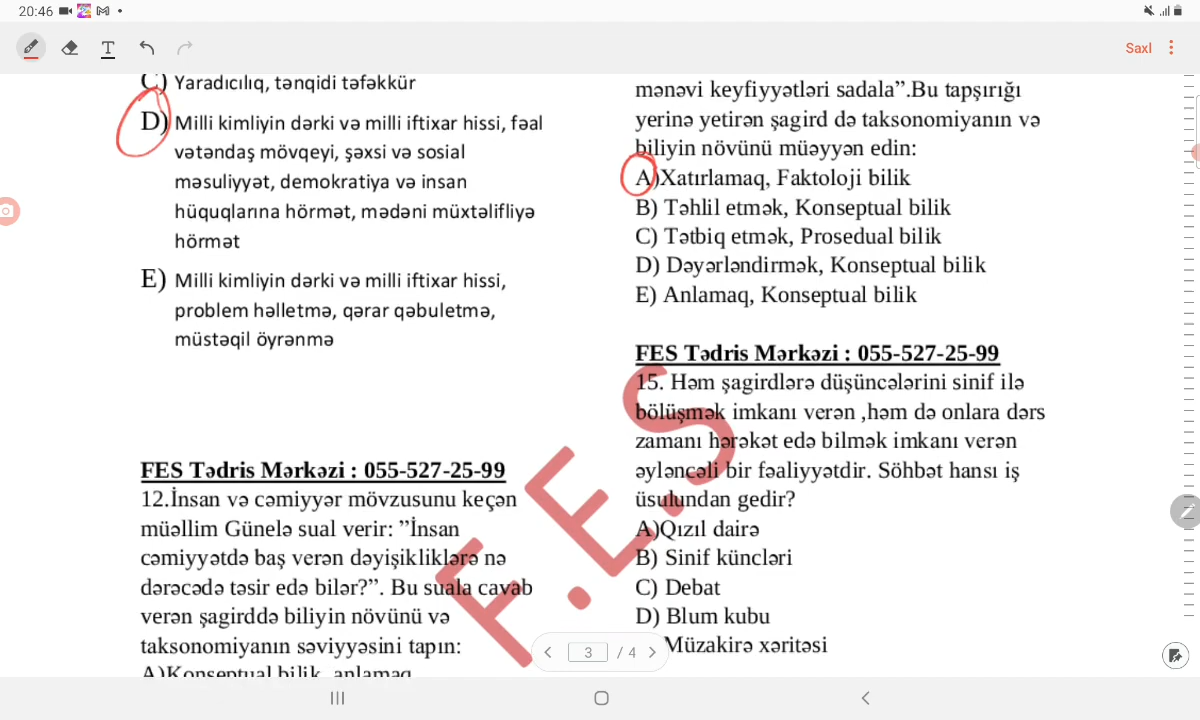 20:46
Saxl
C) Yaradıcılıq, tənqidi təfəkkür
D) Milli kimliyin dərki və milli iftixar hissi, fəal
vətəndaş mövqeyi, şəxsi və sosial
məsuliyyət, demokratiya və insan
hüquqlarına hörmət, mədəni müxtəlifliyə
hörmət
E) Milli kimliyin dərki və milli iftixar hissi,
problem həlletmə, qərar qəbuletmə,
müstəqil öyrənmə
FES Tədris Mərkəzi : 055-527-25-99
12.İnsan və cəmiyyər mövzusunu keçən
müəllim Günelə sual verir: ”İnsan
cəmiyyətdə baş verən dəyişikliklərə nə
dərəcədə təsir edə bilər?”. Bu suala cavab
verən şagirddə biliyin növünü və
taksonomiyanın səviyyəsini tapın:
A)Konseptual bilik, anlamaq
mənəvi keyfiyyətləri sadala”.Bu tapşırığı
yerinə yetirən şagird də taksonomiyanın və
biliyin növünü müəyyən edin:
A)Xatırlamaq, Faktoloji bilik
B) Təhlil etmək, Konseptual bilik
C) Tətbiq etmək, Prosedual bilik
D) Dəyərləndirmək, Konseptual bilik
E) Anlamaq, Konseptual bilik
FES Tədris Mərkəzi : 055-527-25-99
15. Həm şagirdlərə düşüncələrini sinif ilə
bölüşmək imkanı verən ,həm də onlara dərs
zamanı hərəkət edə bilmək imkanı verən
əyləncəli bir fəaliyyətdir. Söhbət hansı iş
üsulundan gedir?
A)Qızıl dairə
B) Sinif küncləri
C) Debat
D) Blum kubu
Müzakirə xəritəsi
F.E.S
3 / 4